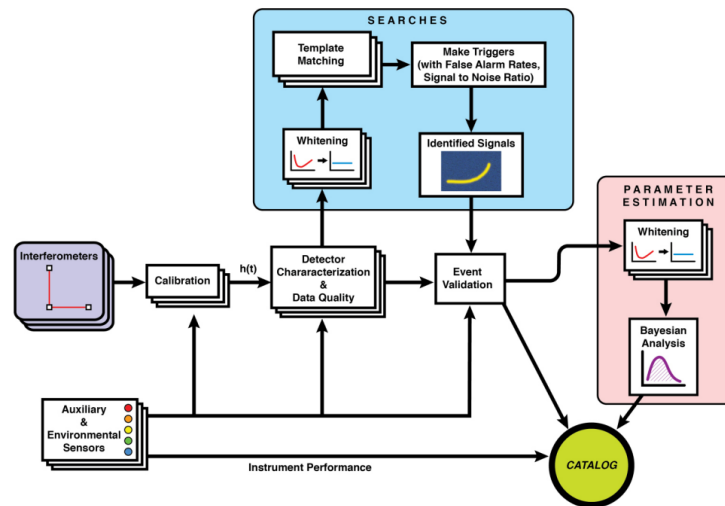 SEARCHES
Template
Matching
Make Triggers
(with False Alarm Rates,
Signal to Noise Ratio)
Whitening
Identified Signals
PARAMETER
ESTIMATION
Whitening
Interferometers
Calibration
h(t)
Detector
Chararacterization
&
Data Quality
Event
Validation
Bayesian
Analysis
Auxiliary
&
Environmental
Sensors
Instrument Performance
CATALOG